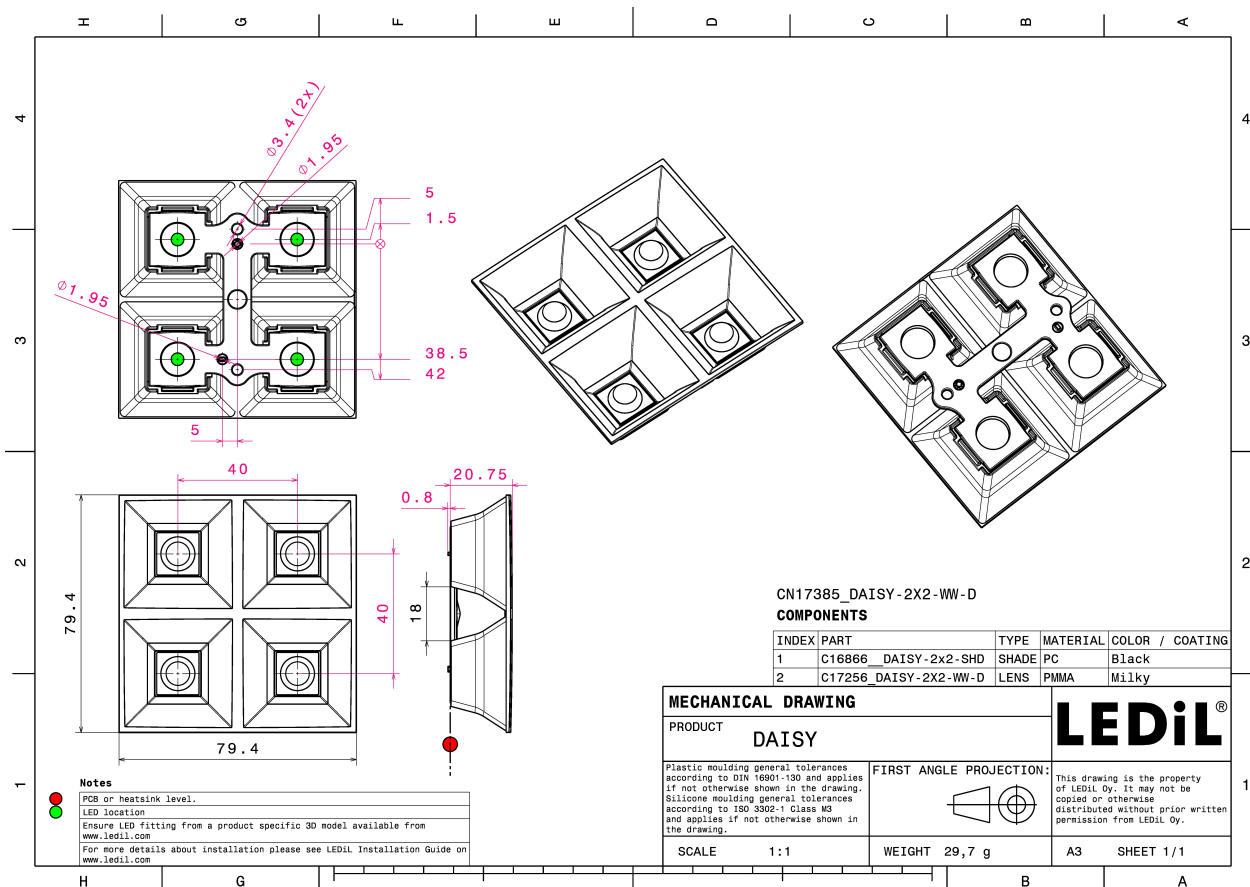 H G F E D C B A
4 4
⌀3.4(2X)
⌀1.95
5
1.5
⌀1.95
3 3
38.5
42
5
40
20.75
0.8
2 2
79.4
40
18
79.4
CN17385_DAISY-2X2-WW-D
COMPONENTS
INDEX PART TYPE MATERIAL COLOR / COATING
1 C16866__DAISY-2x2-SHD SHADE PC Black
2 C17256_DAISY-2X2-WW-D LENS PMMA Milky
MECHANICAL DRAWING
PRODUCT
DAISY
LEDiL®
Plastic moulding general tolerances
according to DIN 16901-130 and applies
if not otherwise shown in the drawing.
Silicone moulding general tolerances
according to ISO 3302-1 Class M3
and applies if not otherwise shown in
the drawing.
FIRST ANGLE PROJECTION:
This drawing is the property
of LEDiL Oy. It may not be
copied or otherwise
distributed without prior written
permission from LEDiL Oy.
SCALE 1:1
WEIGHT 29,7 g
A3 SHEET 1/1
1 1
Notes
PCB or heatsink level.
LED location
Ensure LED fitting from a product specific 3D model available from
www.ledil.com
For more details about installation please see LEDiL Installation Guide on
www.ledil.com
H G B A